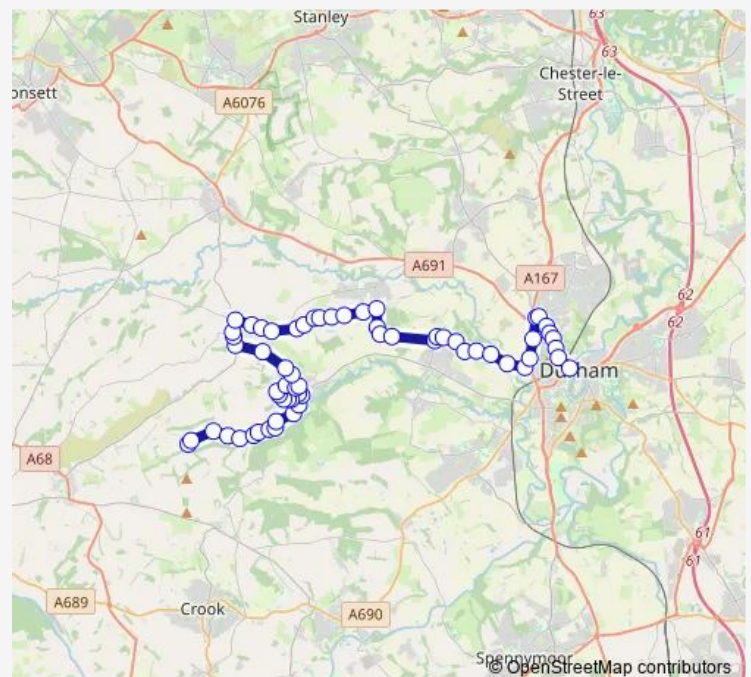 63
Stanley
63
Chester-le-
Street
onsett
A6076
A691
A167
62
62
Durham
A68
61
61
A689
Crook
A690
Spennymoor
© OpenStreetMap contributors